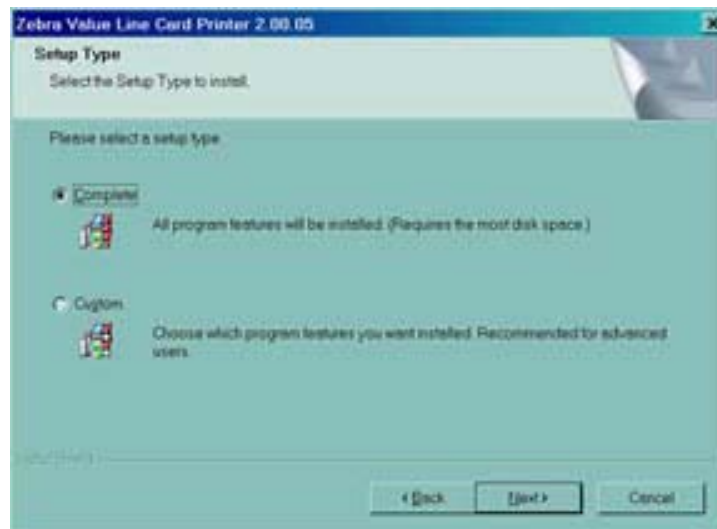 Zebra Value Line Card Printer 2.00.05
Setup Type
Select the Setup Type to install.
Please select a setup type.
Complete
All program features will be installed. (Requires the most disk space.)
Custom
Choose which program features you want installed. Recommended for advanced
users.
< Back
Next >
Cancel